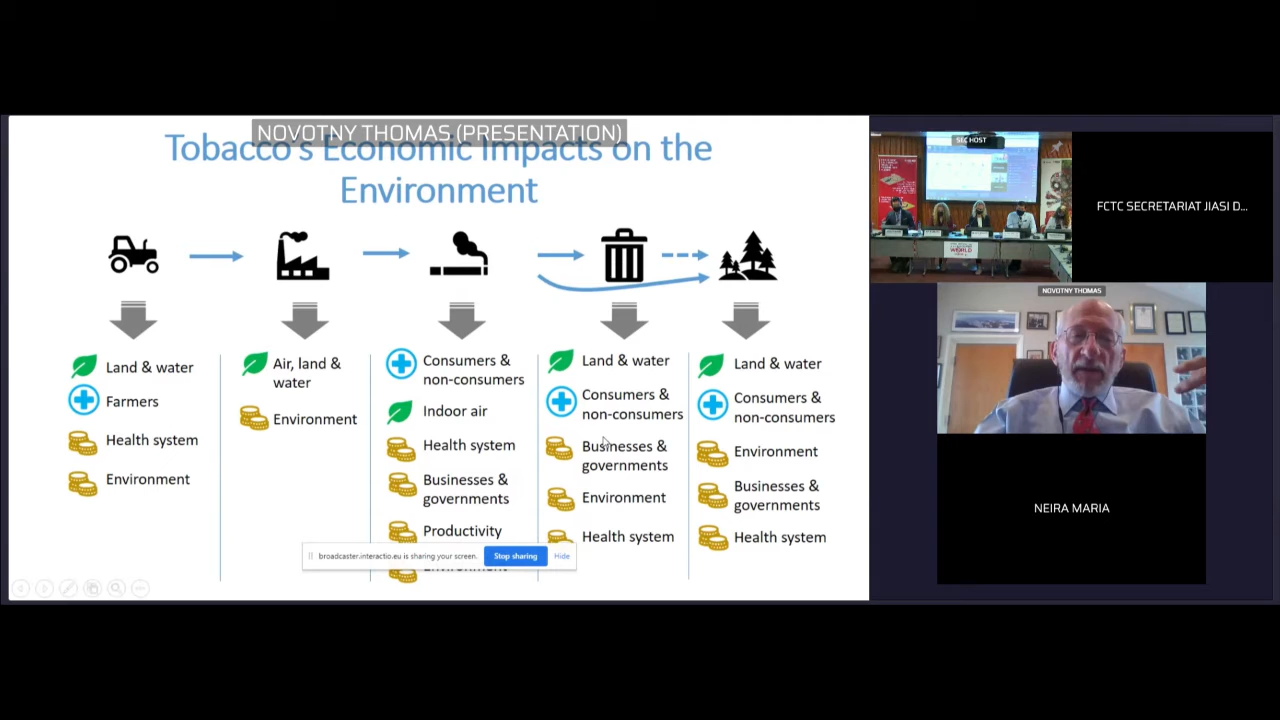 NOVOTNY THOMAS (PRESENTATION)
Tobacco's Economic Impacts on the
Environment
Land & water
Farmers
Health system
Environment
Air, land &
water
Environment
Consumers &
non-consumers
Indoor air
Health system
Businesses &
governments
Productivity
Environment
Land & water
Consumers &
non-consumers
Businesses &
governments
Environment
Health system
Land & water
Consumers &
non-consumers
Environment
Businesses &
governments
Health system
broadcaster.interactio.eu is sharing your screen.
Stop sharing
Hide
SEC HOST
WORLD
FCTC SECRETARIAT JIASI D...
NOVOTNY THOMAS
NEIRA MARIA